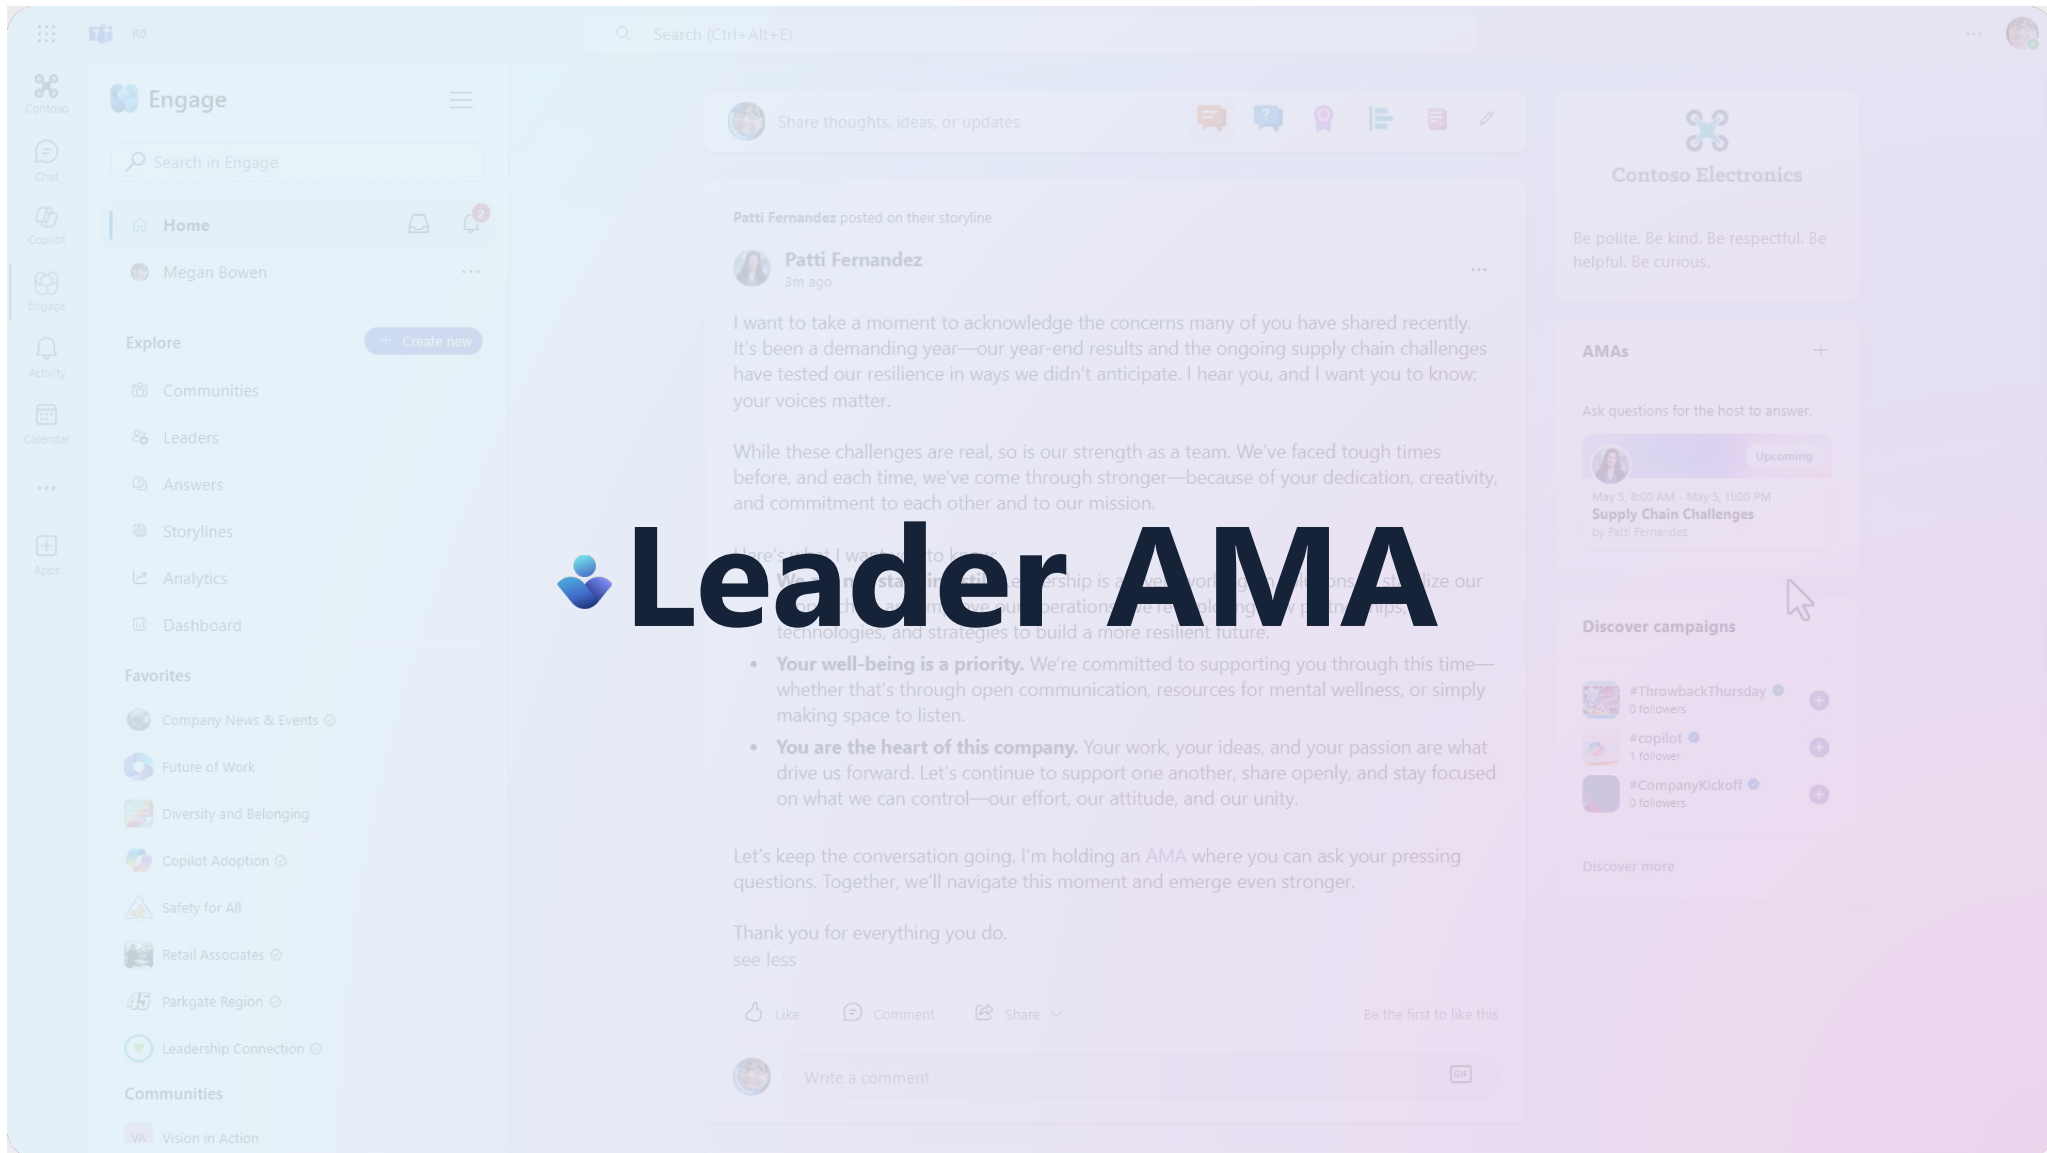 R0
Search (Ctrl+Alt+E)
Contoso
Chat
Copilot
Engage
Activity
Calendar
Apps
Engage
Search in Engage
Home
2
Megan Bowen
Explore
Create new
Communities
Leaders
Answers
Storylines
Analytics
Dashboard
Favorites
Company News & Events
Future of Work
Diversity and Belonging
Copilot Adoption
Safety for All
Retail Associates
Parkgate Region
Leadership Connection
Communities
VA Vision in Action
Share thoughts, ideas, or updates
Patti Fernandez posted on their storyline
Patti Fernandez
3m ago
I want to take a moment to acknowledge the concerns many of you have shared recently.
It's been a demanding year—our year-end results and the ongoing supply chain challenges
have tested our resilience in ways we didn't anticipate. I hear you, and I want you to know:
your voices matter.
While these challenges are real, so is our strength as a team. We've faced tough times
before, and each time, we've come through stronger—because of your dedication, creativity,
and commitment to each other and to our mission.
Here's what I want you to know:
Leader AMA
technologies, and strategies to build a more resilient future.
• Your well-being is a priority. We're committed to supporting you through this time—
whether that's through open communication, resources for mental wellness, or simply
making space to listen.
• You are the heart of this company. Your work, your ideas, and your passion are what
drive us forward. Let's continue to support one another, share openly, and stay focused
on what we can control—our effort, our attitude, and our unity.
Let's keep the conversation going. I'm holding an AMA where you can ask your pressing
questions. Together, we'll navigate this moment and emerge even stronger.
Thank you for everything you do.
see less
Like Comment Share Be the first to like this
Write a comment
GIF
Contoso Electronics
Be polite. Be kind. Be respectful. Be
helpful. Be curious.
AMAs
Ask questions for the host to answer.
Upcoming
May 5, 8:00 AM - May 5, 11:00 PM
Supply Chain Challenges
by Patti Fernandez
Discover campaigns
#ThrowbackThursday
0 followers
#copilot
1 follower
#CompanyKickoff
0 followers
Discover more